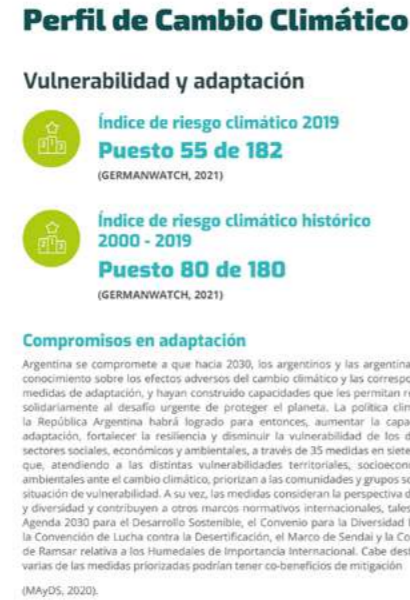 Perfil de Cambio Climático
Vulnerabilidad y adaptación
Índice de riesgo climático 2019
Puesto 55 de 182
(GERMANWATCH, 2021)
Índice de riesgo climático histórico
2000 - 2019
Puesto 80 de 180
(GERMANWATCH, 2021)
Compromisos en adaptación
Argentina se compromete a que hacia 2030, los argentinos y las argentina
conocimiento sobre los efectos adversos del cambio climático y las correspo
medidas de adaptación, y hayan construido capacidades que les permitan re
solidariamente al desafío urgente de proteger el planeta. La política clim
la República Argentina habrá logrado para entonces, aumentar la capa
adaptación, fortalecer la resiliencia y disminuir la vulnerabilidad de los d
sectores sociales, económicos y ambientales, a través de 35 medidas en siete
que, atendiendo a las distintas vulnerabilidades territoriales, socioecon
ambientales ante el cambio climático, priorizan a las comunidades y grupos so
situación de vulnerabilidad. A su vez, las medidas consideran la perspectiva d
y diversidad y contribuyen a otros marcos normativos internacionales, tales
Agenda 2030 para el Desarrollo Sostenible, el Convenio para la Diversidad
la Convención de Lucha contra la Desertificación, el Marco de Sendai y la Co
de Ramsar relativa a los Humedales de Importancia Internacional. Cabe dest
varias de las medidas priorizadas podrían tener co-beneficios de mitigación
(MAyDS, 2020).